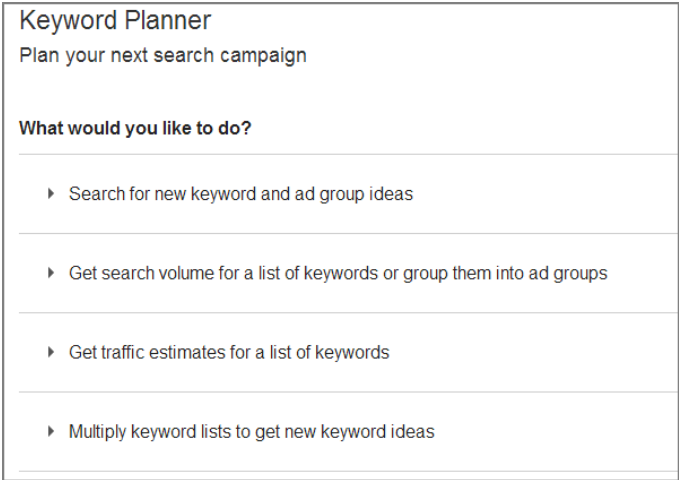 Keyword Planner
Plan your next search campaign
What would you like to do?
Search for new keyword and ad group ideas
Get search volume for a list of keywords or group them into ad groups
Get traffic estimates for a list of keywords
Multiply keyword lists to get new keyword ideas